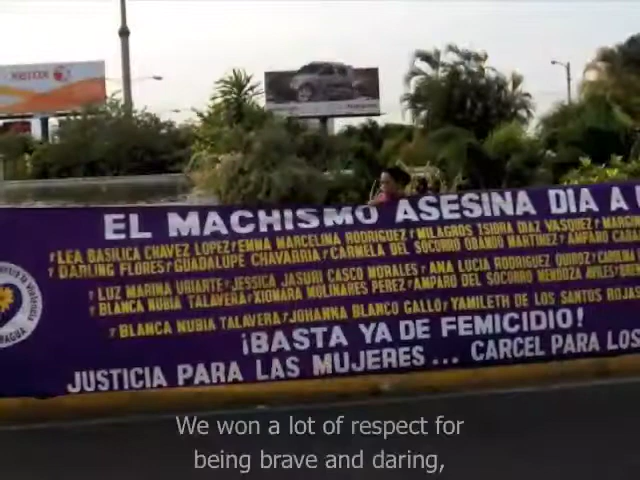 XEROX
EL MACHISMO ASESINA DIA A
† LEA BASILICA CHAVEZ LOPEZ † EMMA MARCELINA RODRIGUEZ † MILAGROS ISIDRA DIAZ VASQUEZ †
† DARLING FLORES † GUADALUPE CHAVARRIA † CARMELA DEL SOCORRO OBANDO MARTINEZ † AMPARO
† LUZ MARINA URIARTE † JESSICA JASURI CASCO MORALES † ANA LUCIA RODRIGUEZ QUIROZ †
† BLANCA NUBIA TALAVERA † XIOMARA MOLINARES PEREZ † AMPARO DEL SOCORRO MENDOZA AVILES
† BLANCA NUBIA TALAVERA † JOHANNA BLANCO GALLO † YAMILETH DE LOS SANTOS ROJAS
¡BASTA YA DE FEMICIDIO!
JUSTICIA PARA LAS MUJERES ... CARCEL PARA LOS
We won a lot of respect for
being brave and daring,